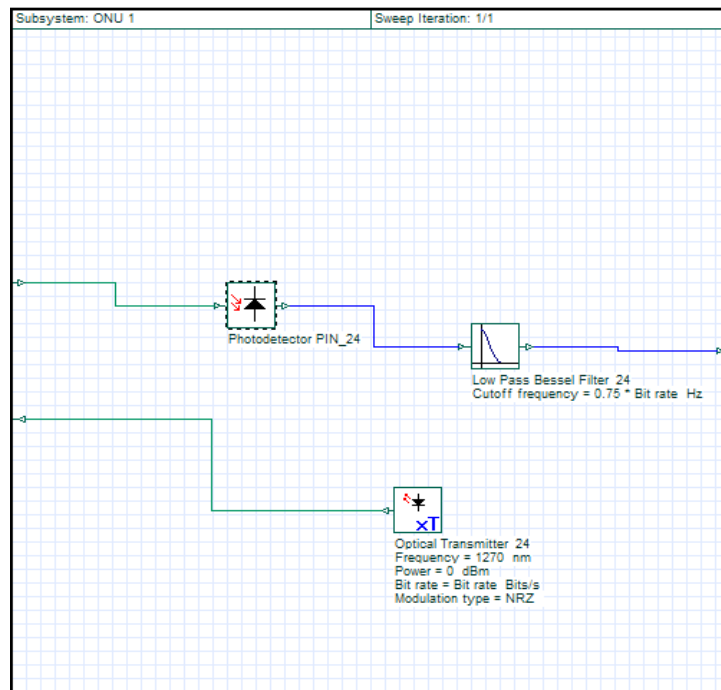 Subsystem: ONU 1
Sweep Iteration: 1/1
Photodetector PIN_24
Low Pass Bessel Filter 24
Cutoff frequency = 0.75 * Bit rate Hz
xT
Optical Transmitter 24
Frequency = 1270 nm
Power = 0 dBm
Bit rate = Bit rate Bits/s
Modulation type = NRZ